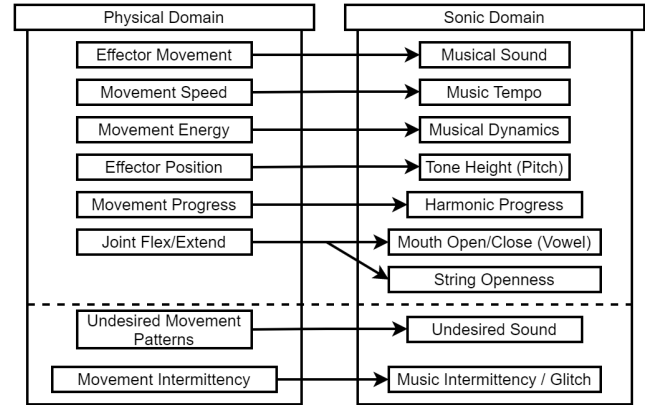 Physical Domain
Sonic Domain
Effector Movement
Musical Sound
Movement Speed
Music Tempo
Movement Energy
Musical Dynamics
Effector Position
Tone Height (Pitch)
Movement Progress
Harmonic Progress
Joint Flex/Extend
Mouth Open/Close (Vowel)
String Openness
Undesired Movement
Patterns
Undesired Sound
Movement Intermittency
Music Intermittency / Glitch